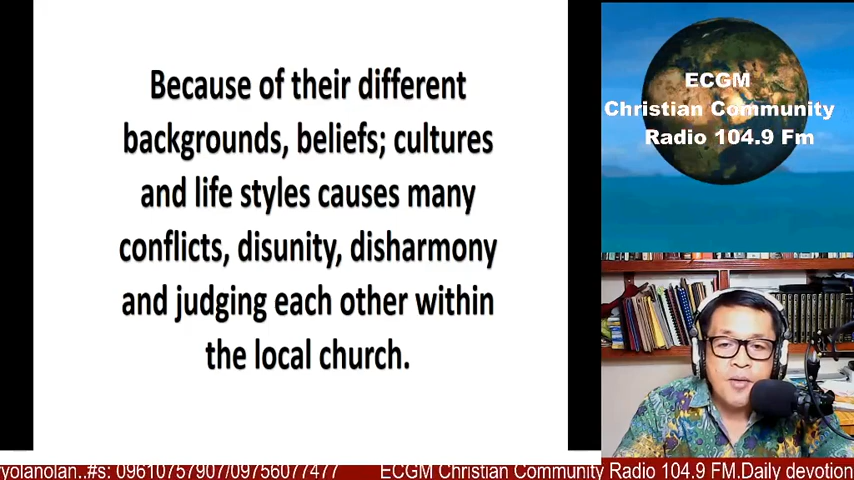 Because of their different
backgrounds, beliefs; cultures
and life styles causes many
conflicts, disunity, disharmony
and judging each other within
the local church.
ECGM
Christian Community
Radio 104.9 Fm
09610757907/09756077477 ECGM Christian Community Radio 104.9 FM.Daily devotion